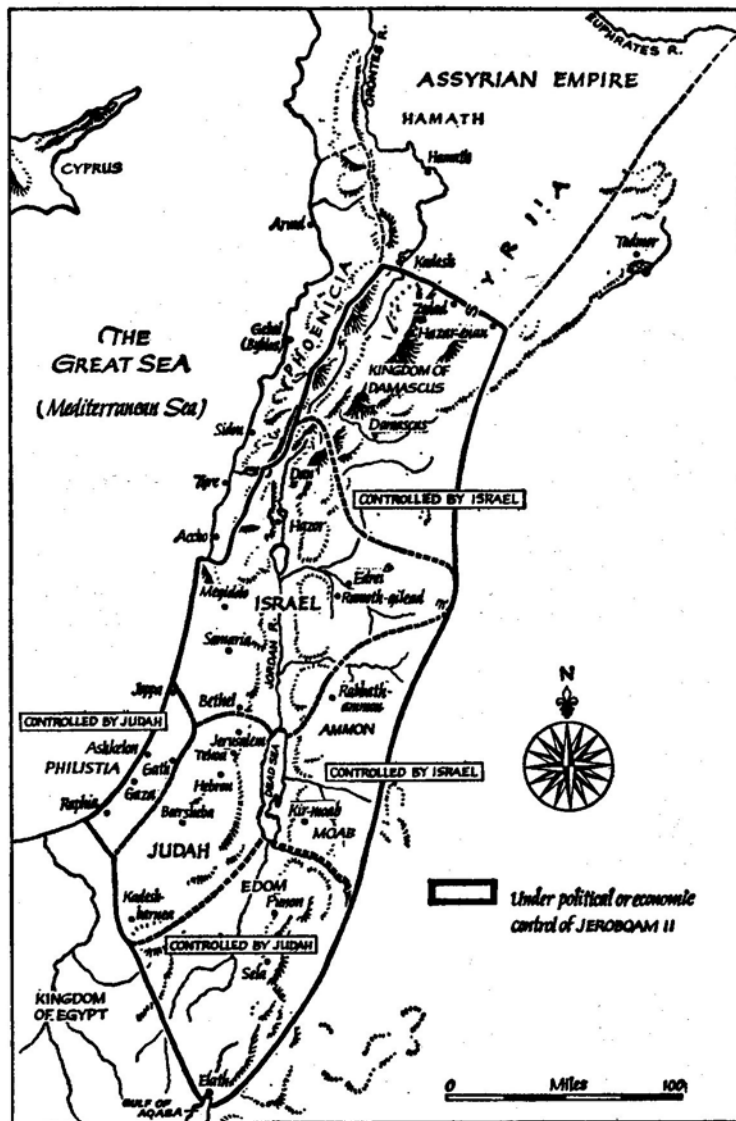 EUPHRATES R.
ORONTES R.
ASSYRIAN EMPIRE
HAMATH
Hamath
CYPRUS
SYRIA
Arvad
Tadmor
Kadesh
PHOENICIA
Zedad
Gebal
(Byblos)
Hazar-enan
THE
GREAT SEA
(Mediterranean Sea)
KINGDOM OF
DAMASCUS
Damascus
Sidon
Dan
Tyre
CONTROLLED BY ISRAEL
Hazor
Accho
Edrei
Megiddo
ISRAEL
Ramoth-gilead
Samaria
JORDAN R.
N
Joppa
Bethel
Rabbath-
ammon
CONTROLLED BY JUDAH
AMMON
Jerusalem
Ashkelon
Tekoa
PHILISTIA
Gath
DEAD SEA
CONTROLLED BY ISRAEL
Gaza
Hebron
Raphia
Beersheba
Kir-moab
MOAB
JUDAH
EDOM
Punon
Under political or economic
control of JEROBOAM II
Kadesh-
barnea
CONTROLLED BY JUDAH
Sela
KINGDOM
OF EGYPT
Elath
GULF OF
AQABA
0 Miles 100